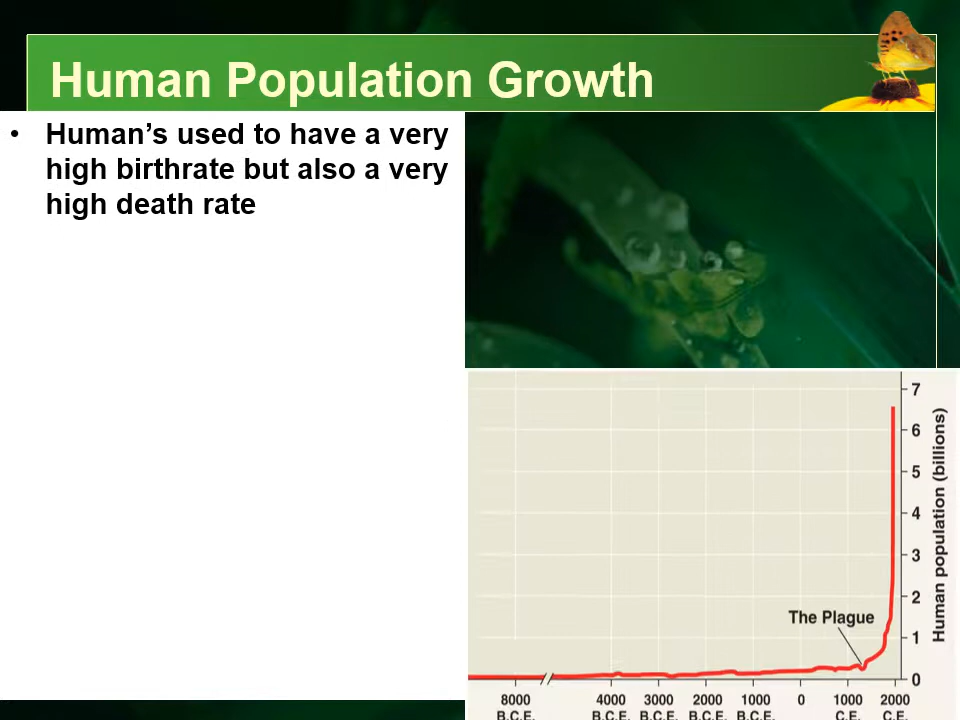 Human Population Growth
• Human’s used to have a very
high birthrate but also a very
high death rate
7
6
5
4
3
2
1
0
Human population (billions)
The Plague
8000 4000 3000 2000 1000 0 1000 2000
B.C.E. B.C.E. B.C.E. B.C.E. B.C.E. C.E. C.E.